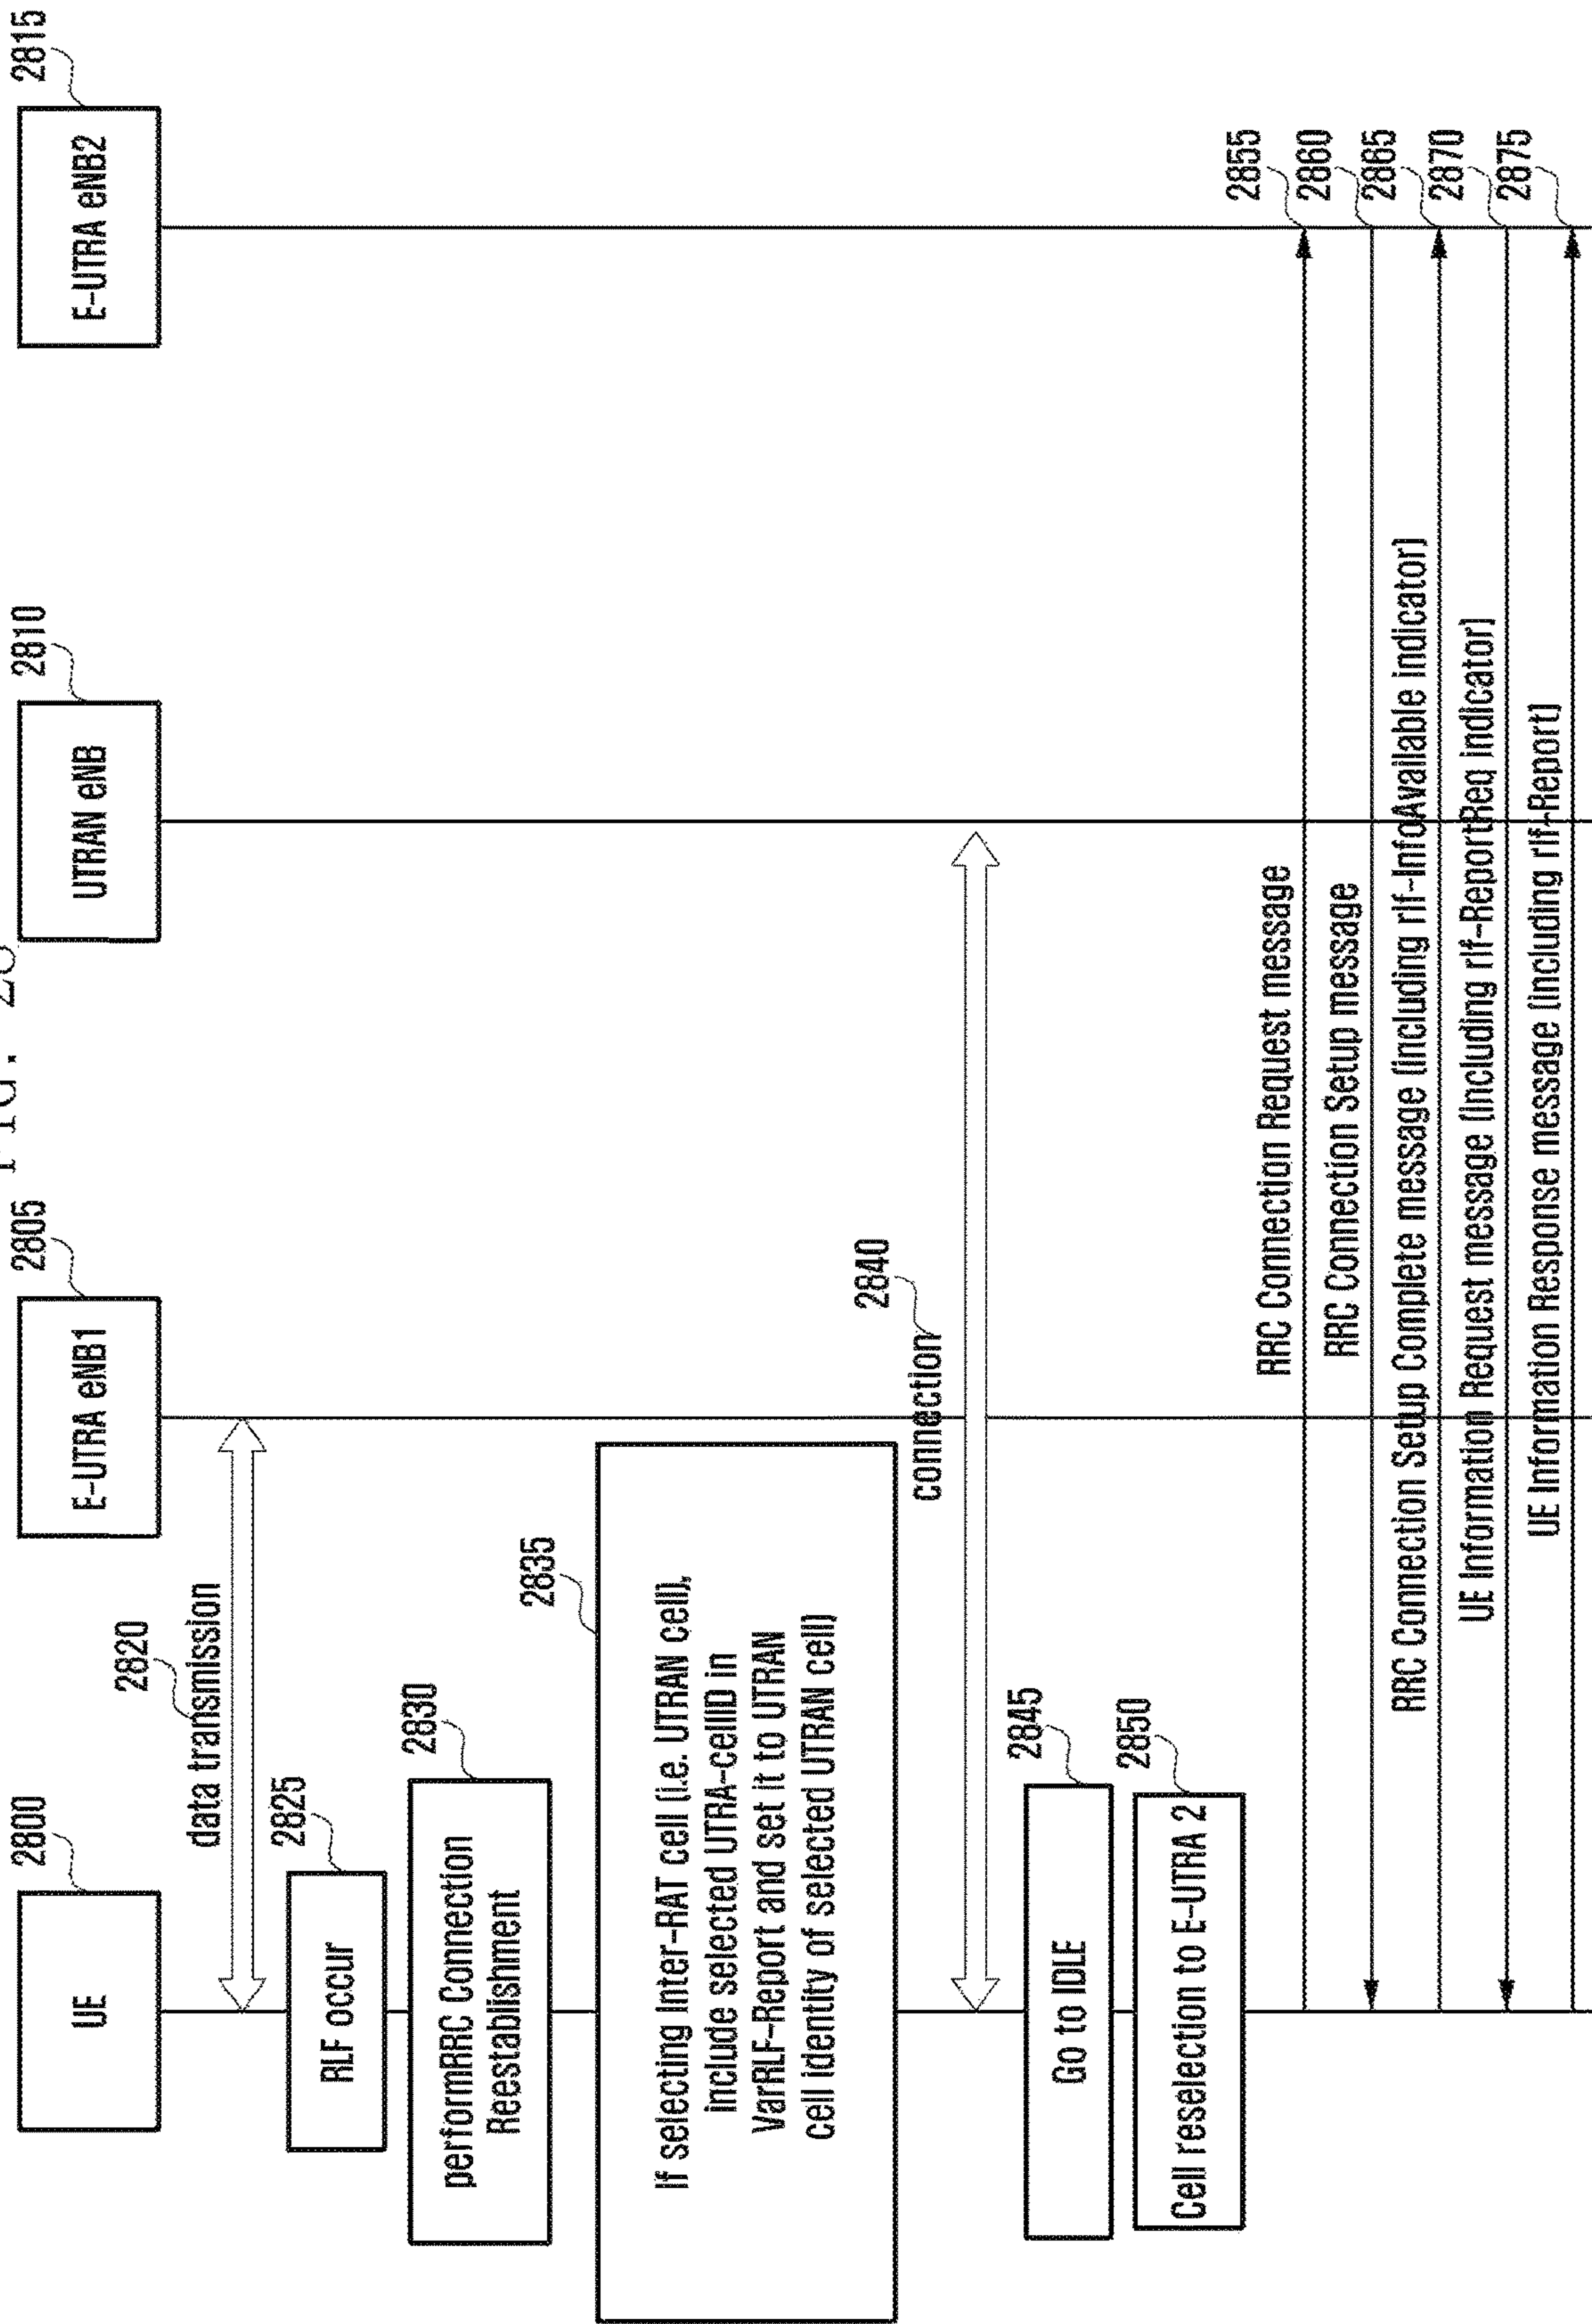 FIG. 28
UE
2800
E-UTRA eNB1
2805
UTRAN eNB
2810
E-UTRA eNB2
2815
2820
data transmission
RLF occur
2825
performRRC Connection
Reestablishment
2830
2835
If selecting Inter-RAT cell (i.e. UTRAN cell),
include selected UTRA-cellID in
VarRLF-Report and set it to UTRAN
cell identity of selected UTRAN cell)
2840
connection
Go to IDLE
2845
Cell reselection to E-UTRA 2
2850
RRC Connection Request message
2855
RRC Connection Setup message
2860
RRC Connection Setup Complete message (including rlf-InfoAvailable indicator)
2865
UE Information Request message (including rlf-ReportReq indicator)
2870
UE Information Response message (including rlf-Report)
2875